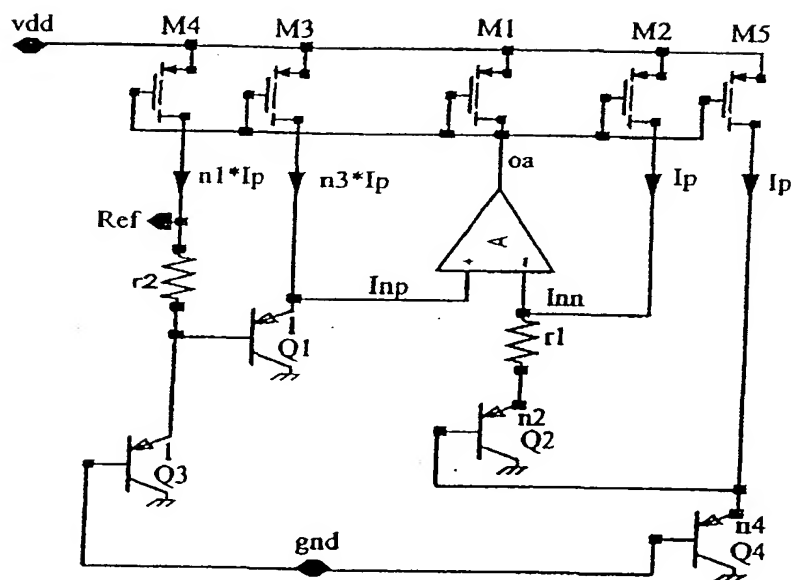 vdd
M4
M3
M1
M2
M5
n1*Ip
n3*Ip
oa
Ip
Ip
Ref
A
+
-
r2
Inp
Inn
1
Q1
r1
n2
Q2
1
Q3
gnd
n4
Q4